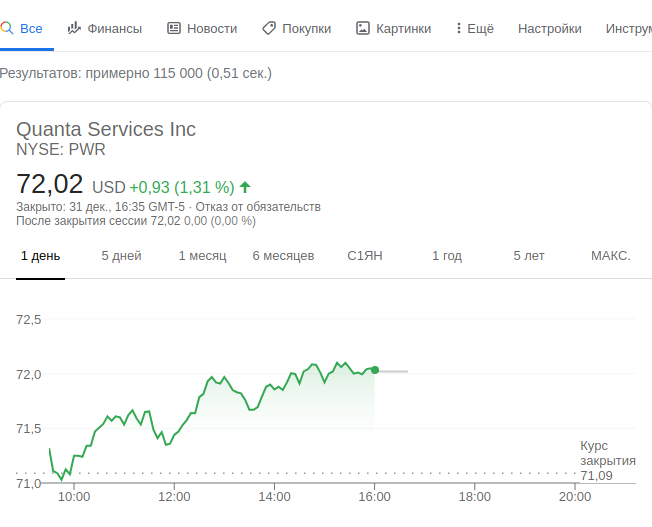 Все Финансы Новости Покупки Картинки Ещё Настройки Инструм
Результатов: примерно 115 000 (0,51 сек.)
Quanta Services Inc
NYSE: PWR
72,02 USD +0,93 (1,31 %)
Закрыто: 31 дек., 16:35 GMT-5 · Отказ от обязательств
После закрытия сессии 72,02 0,00 (0,00 %)
1 день 5 дней 1 месяц 6 месяцев С1ЯН 1 год 5 лет МАКС.
72,5
72,0
71,5
Курс
закрытия
71,09
71,0
10:00 12:00 14:00 16:00 18:00 20:00